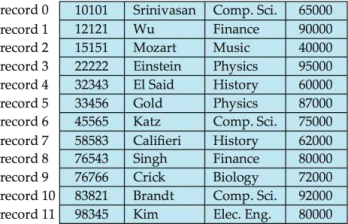 record 0 10101 Srinivasan Comp. Sci. 65000
record 1 12121 Wu Finance 90000
record 2 15151 Mozart Music 40000
record 3 22222 Einstein Physics 95000
record 4 32343 El Said History 60000
record 5 33456 Gold Physics 87000
record 6 45565 Katz Comp. Sci. 75000
record 7 58583 Califieri History 62000
record 8 76543 Singh Finance 80000
record 9 76766 Crick Biology 72000
record 10 83821 Brandt Comp. Sci. 92000
record 11 98345 Kim Elec. Eng. 80000